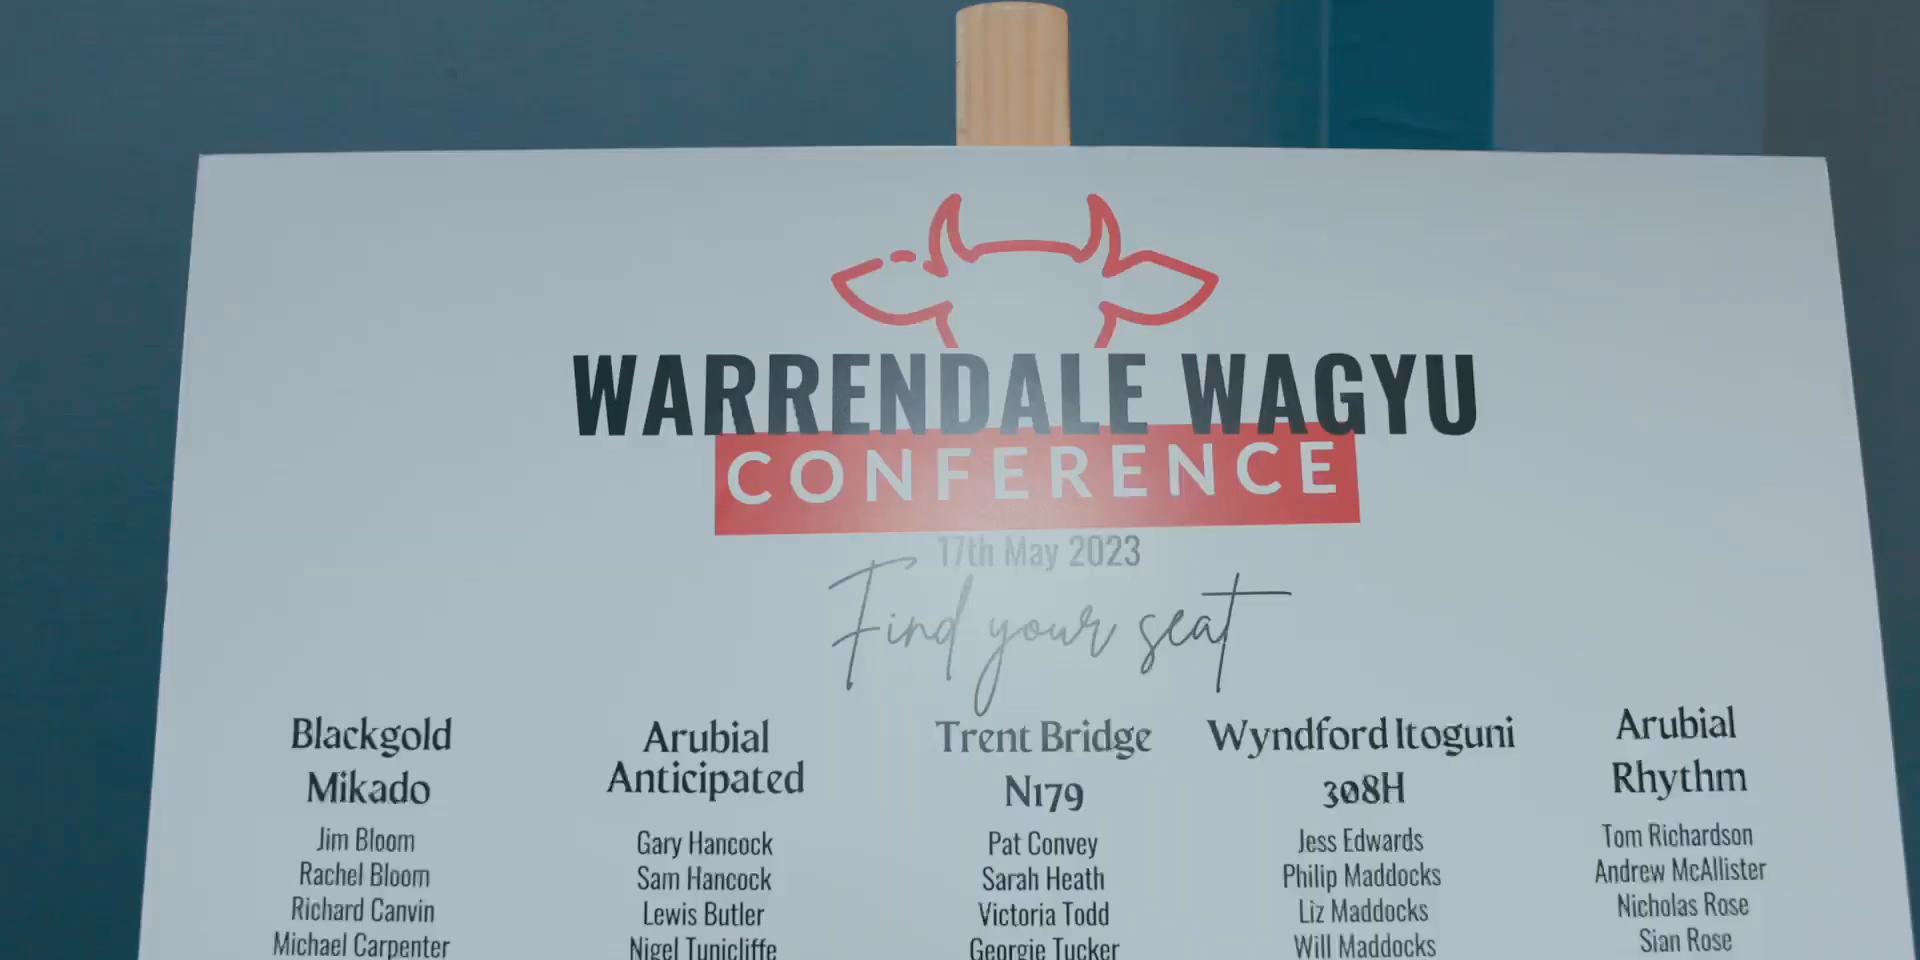 WARRENDALE WAGYU
CONFERENCE
17th May 2023
Find your seat
Blackgold
Mikado
Jim Bloom
Rachel Bloom
Richard Canvin
Michael Carpenter
Arubial
Anticipated
Gary Hancock
Sam Hancock
Lewis Butler
Nigel Tunicliffe
Trent Bridge
N179
Pat Convey
Sarah Heath
Victoria Todd
Georgie Tucker
Wyndford Itoguni
308H
Jess Edwards
Philip Maddocks
Liz Maddocks
Will Maddocks
Arubial
Rhythm
Tom Richardson
Andrew McAllister
Nicholas Rose
Sian Rose